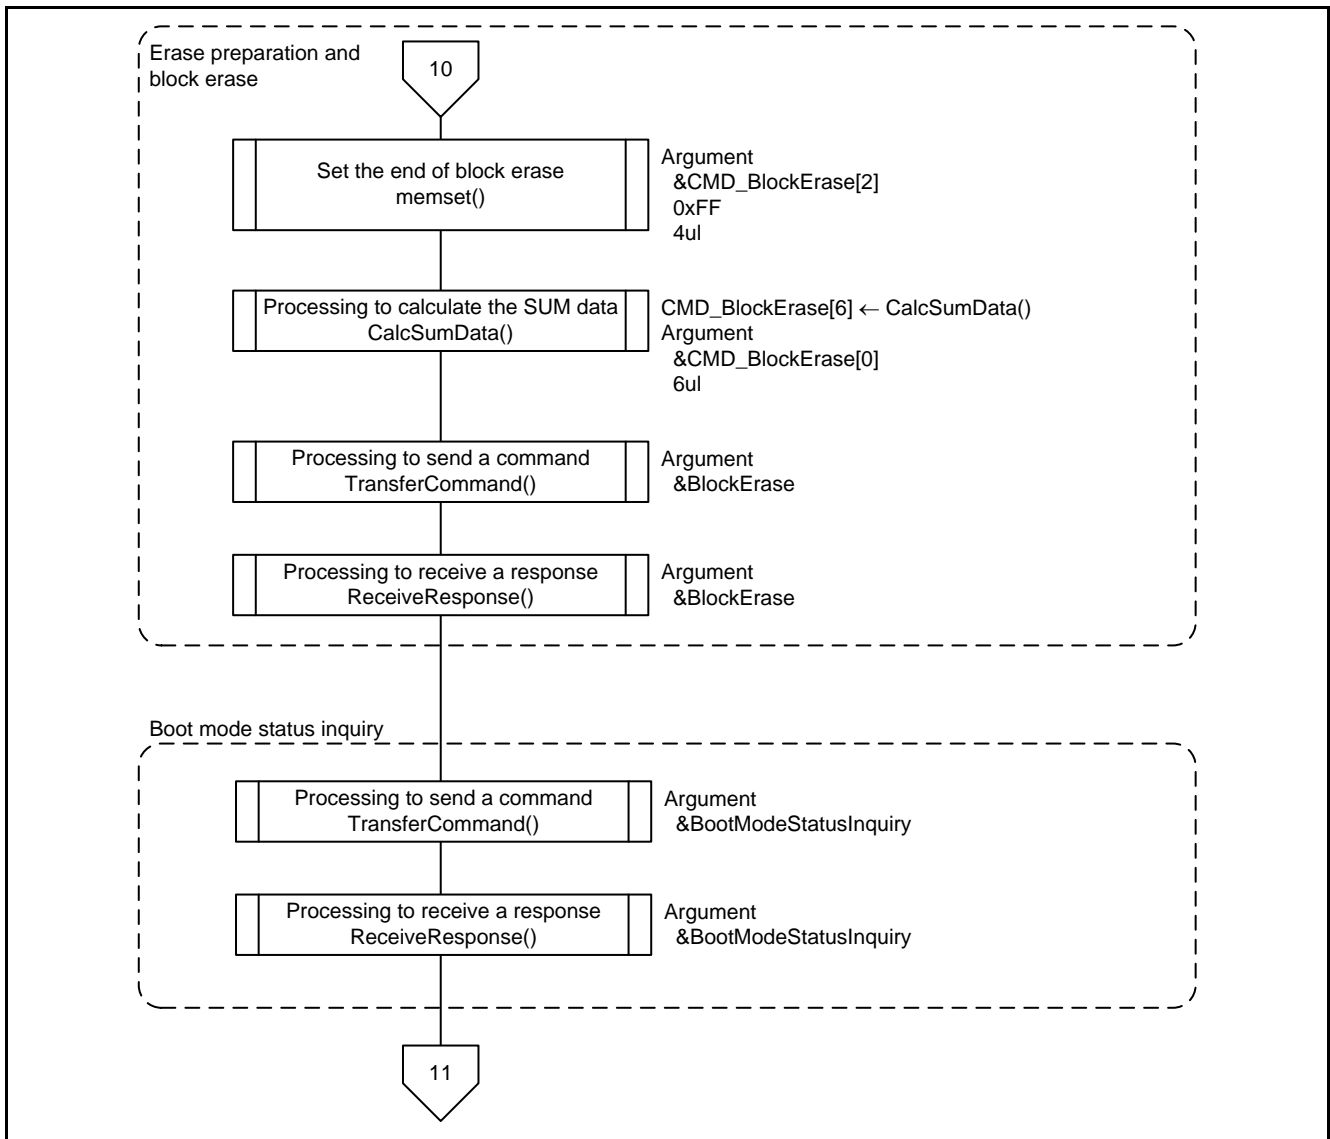 Erase preparation and
block erase
10
Set the end of block erase
memset()
Argument
&CMD_BlockErase[2]
0xFF
4ul
Processing to calculate the SUM data
CalcSumData()
CMD_BlockErase[6] ← CalcSumData()
Argument
&CMD_BlockErase[0]
6ul
Processing to send a command
TransferCommand()
Argument
&BlockErase
Processing to receive a response
ReceiveResponse()
Argument
&BlockErase
Boot mode status inquiry
Processing to send a command
TransferCommand()
Argument
&BootModeStatusInquiry
Processing to receive a response
ReceiveResponse()
Argument
&BootModeStatusInquiry
11